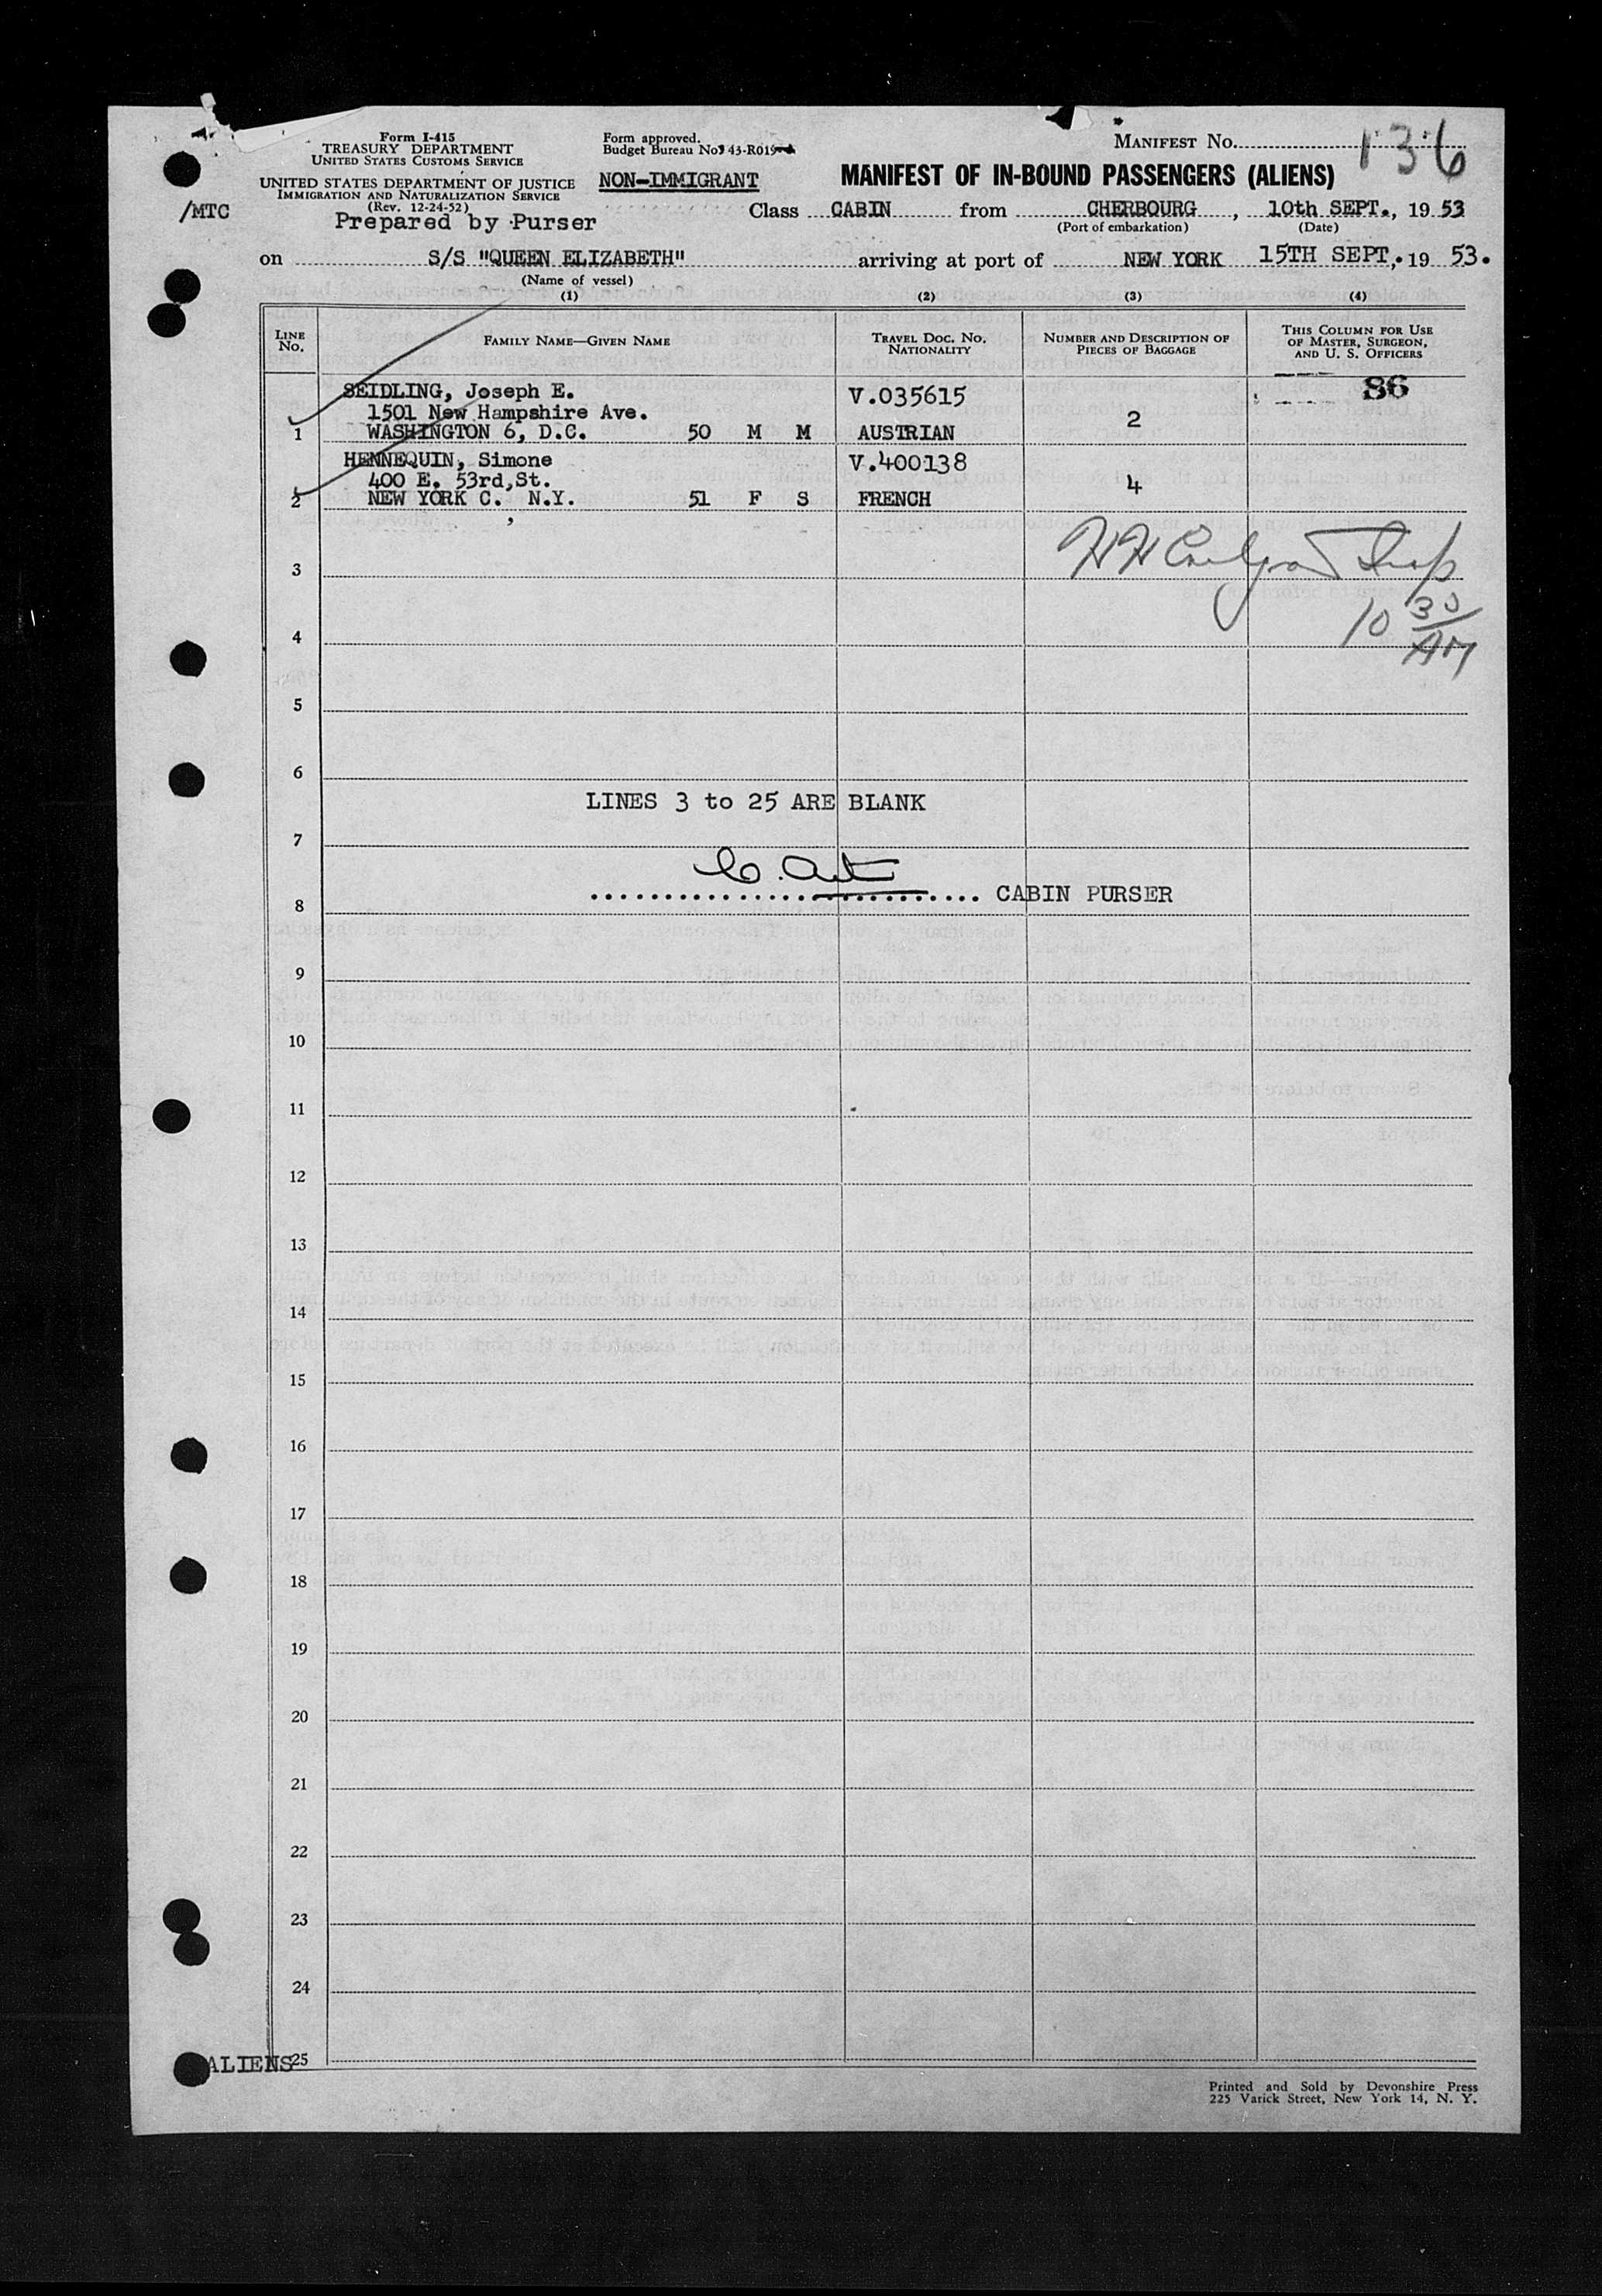 Form I-415
TREASURY DEPARTMENT
UNITED STATES CUSTOMS SERVICE
UNITED STATES DEPARTMENT OF JUSTICE
IMMIGRATION AND NATURALIZATION SERVICE
(Rev. 12-24-52)
/MTC
Prepared by Purser
Form approved.
Budget Bureau No. 43-R019
NON-IMMIGRANT
MANIFEST No. 136
MANIFEST OF IN-BOUND PASSENGERS (ALIENS)
Class CABIN from CHERBOURG, 10th SEPT., 19 53
(Port of embarkation) (Date)
on S/S "QUEEN ELIZABETH" arriving at port of NEW YORK 15TH SEPT, 19 53.
(Name of vessel)
(1) (2) (3) (4)
LINE No. FAMILY NAME—GIVEN NAME TRAVEL DOC. NO. NATIONALITY NUMBER AND DESCRIPTION OF PIECES OF BAGGAGE THIS COLUMN FOR USE OF MASTER, SURGEON, AND U. S. OFFICERS
86
SEIDLING, Joseph E. V.035615
1501 New Hampshire Ave. 2
1 WASHINGTON 6, D.C. 50 M M AUSTRIAN
HENNEQUIN, Simone V.400138
400 E. 53rd,St. 4
2 NEW YORK C. N.Y. 51 F S FRENCH
3
10 30 AM
4
5
6
LINES 3 to 25 ARE BLANK
7
CABIN PURSER
8
9
10
11
12
13
14
15
16
17
18
19
20
21
22
23
24
ALIENS 25
Printed and Sold by Devonshire Press
225 Varick Street, New York 14, N. Y.